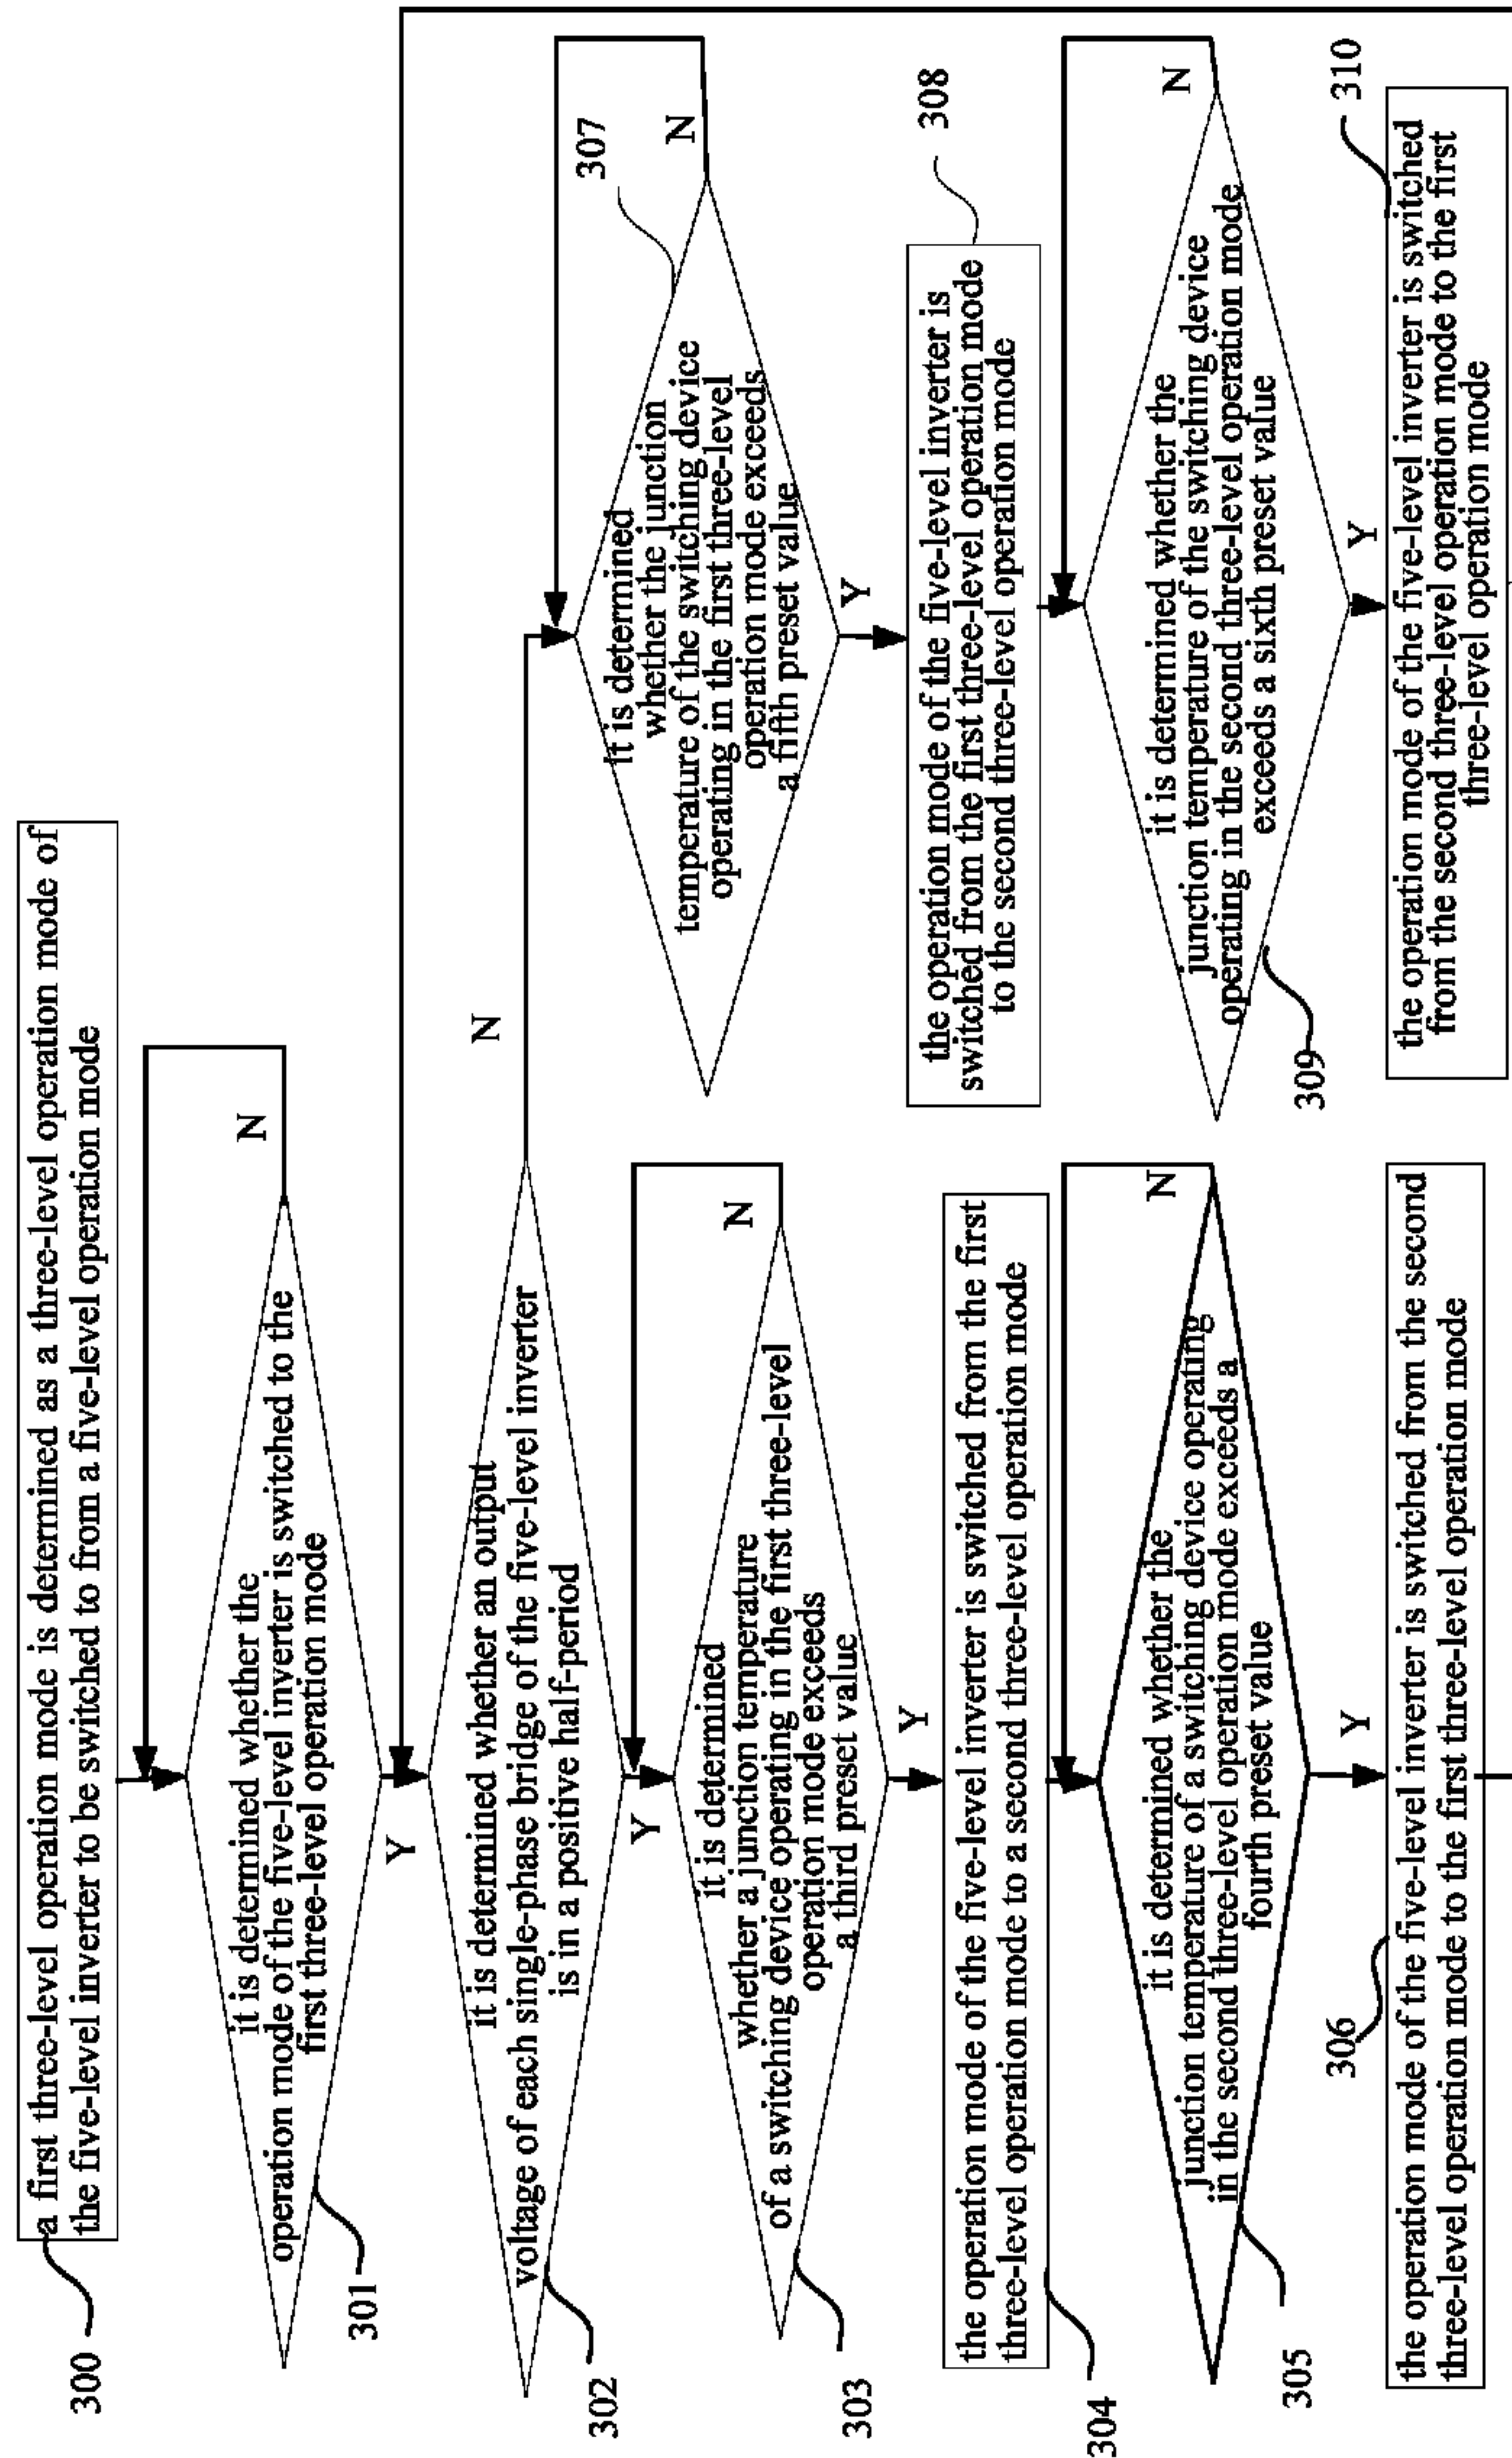 300
a first three-level operation mode is determined as a three-level operation mode of
the five-level inverter to be switched to from a five-level operation mode
301
it is determined whether the
operation mode of the five-level inverter is switched to the
first three-level operation mode
N
Y
302
it is determined whether an output
voltage of each single-phase bridge of the five-level inverter
is in a positive half-period
N
Y
303
it is determined
whether a junction temperature
of a switching device operating in the first three-level
operation mode exceeds
a third preset value
N
Y
304
the operation mode of the five-level inverter is switched from the first
three-level operation mode to a second three-level operation mode
305
it is determined whether the
junction temperature of a switching device operating
in the second three-level operation mode exceeds a
fourth preset value
N
Y
306
the operation mode of the five-level inverter is switched from the second
three-level operation mode to the first three-level operation mode
307
it is determined
whether the junction
temperature of the switching device
operating in the first three-level
operation mode exceeds
a fifth preset value
N
Y
308
the operation mode of the five-level inverter is
switched from the first three-level operation mode
to the second three-level operation mode
309
it is determined whether the
junction temperature of the switching device
operating in the second three-level operation mode
exceeds a sixth preset value
N
Y
310
the operation mode of the five-level inverter is switched
from the second three-level operation mode to the first
three-level operation mode